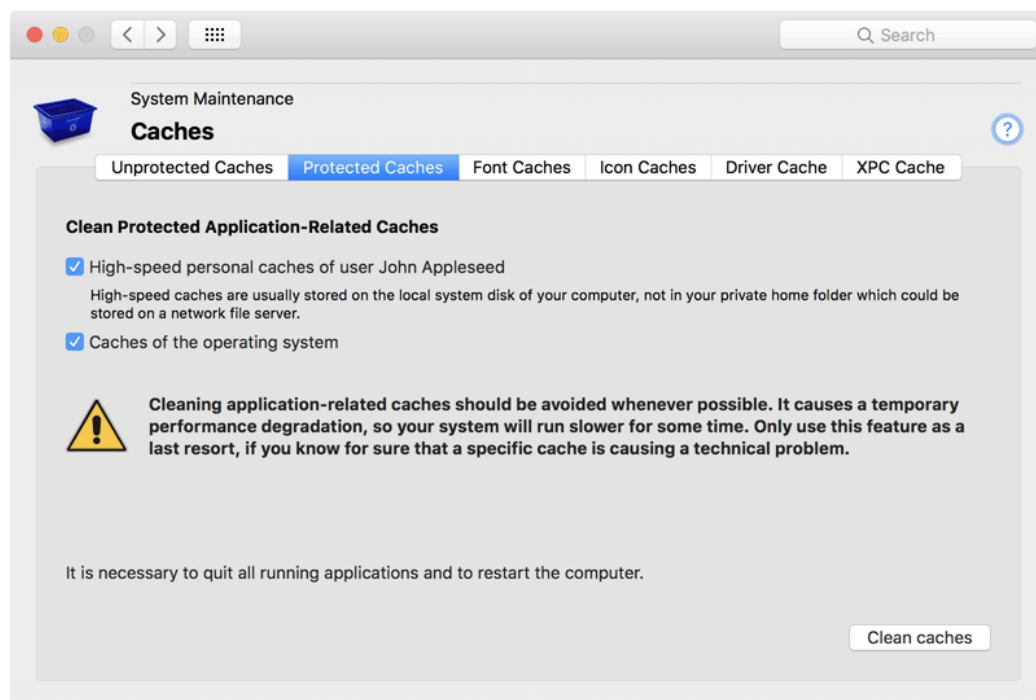 Search
System Maintenance
Caches
?
Unprotected Caches Protected Caches Font Caches Icon Caches Driver Cache XPC Cache
Clean Protected Application-Related Caches
High-speed personal caches of user John Appleseed
High-speed caches are usually stored on the local system disk of your computer, not in your private home folder which could be
stored on a network file server.
Caches of the operating system
Cleaning application-related caches should be avoided whenever possible. It causes a temporary
performance degradation, so your system will run slower for some time. Only use this feature as a
last resort, if you know for sure that a specific cache is causing a technical problem.
It is necessary to quit all running applications and to restart the computer.
Clean caches